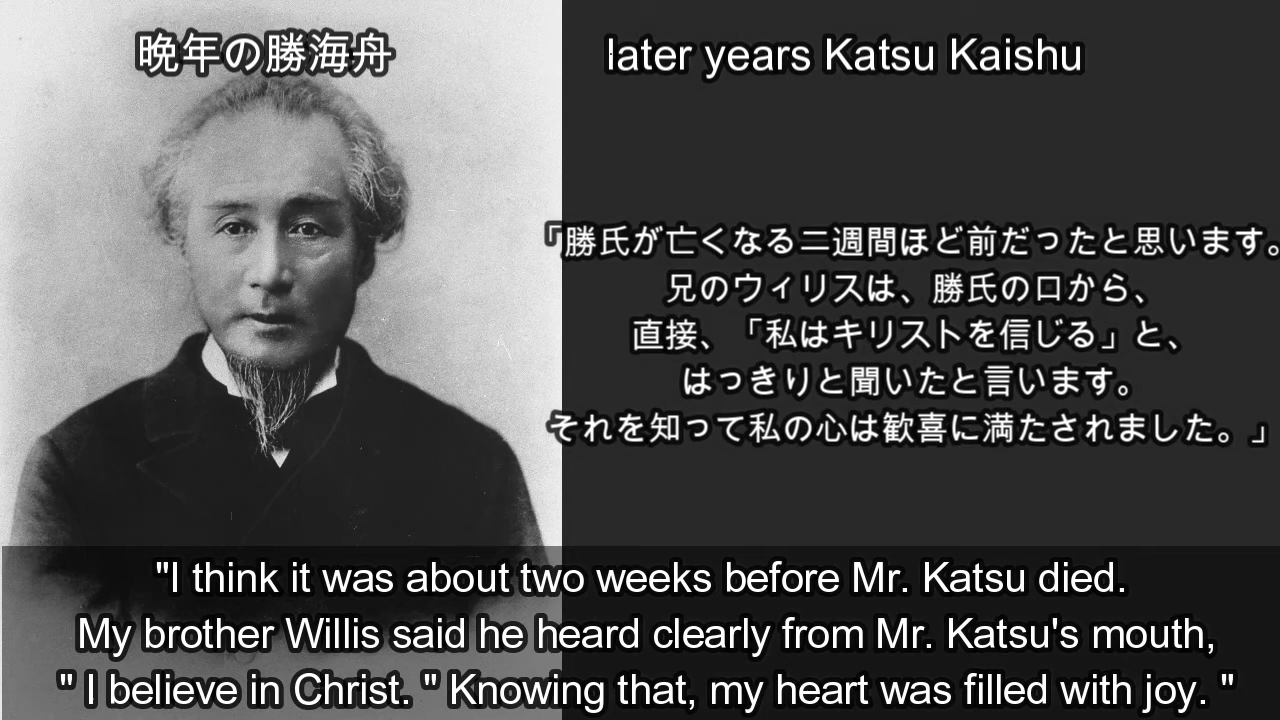 晩年の勝海舟
later years Katsu Kaishu
「勝氏が亡くなる二週間ほど前だったと思います。
兄のウィリスは、勝氏の口から、
直接、「私はキリストを信じる」と、
はっきりと聞いたと言います。
それを知って私の心は歓喜に満たされました。」
"I think it was about two weeks before Mr. Katsu died.
My brother Willis said he heard clearly from Mr. Katsu's mouth,
" I believe in Christ. " Knowing that, my heart was filled with joy. "